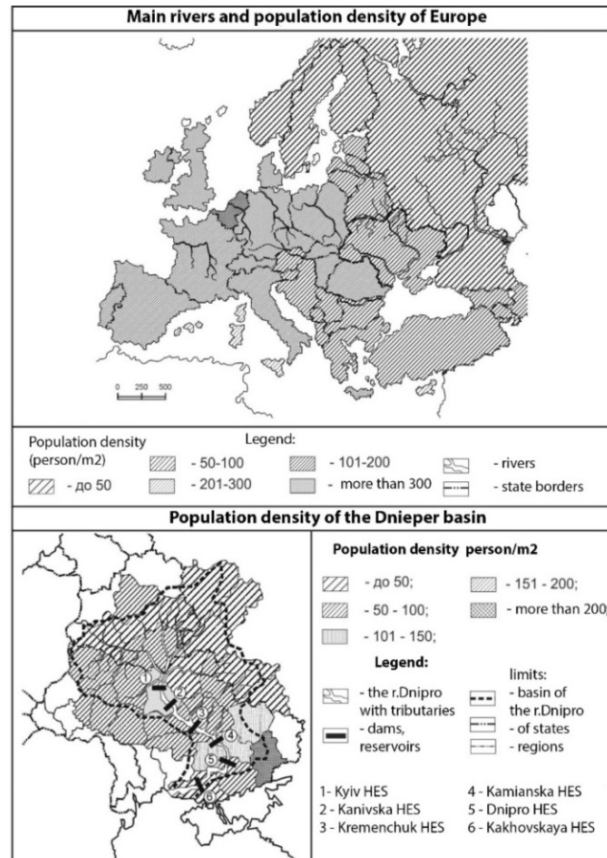 Main rivers and population density of Europe
0 250 500
Population density
(person/m2)
Legend:
- до 50
- 50-100
- 201-300
- 101-200
- more than 300
- rivers
- state borders
Population density of the Dnieper basin
1
2
3
4
5
6
Population density person/m2
- до 50;
- 50 - 100;
- 101 - 150;
- 151 - 200;
- more than 200;
Legend:
- the r.Dnipro
with tributaries
- dams,
reservoirs
limits:
- basin of
the r.Dnipro
- of states
- regions
1- Kyiv HES
2 - Kanivska HES
3 - Kremenchuk HES
4 - Kamianska HES
5 - Dnipro HES
6 - Kakhovskaya HES